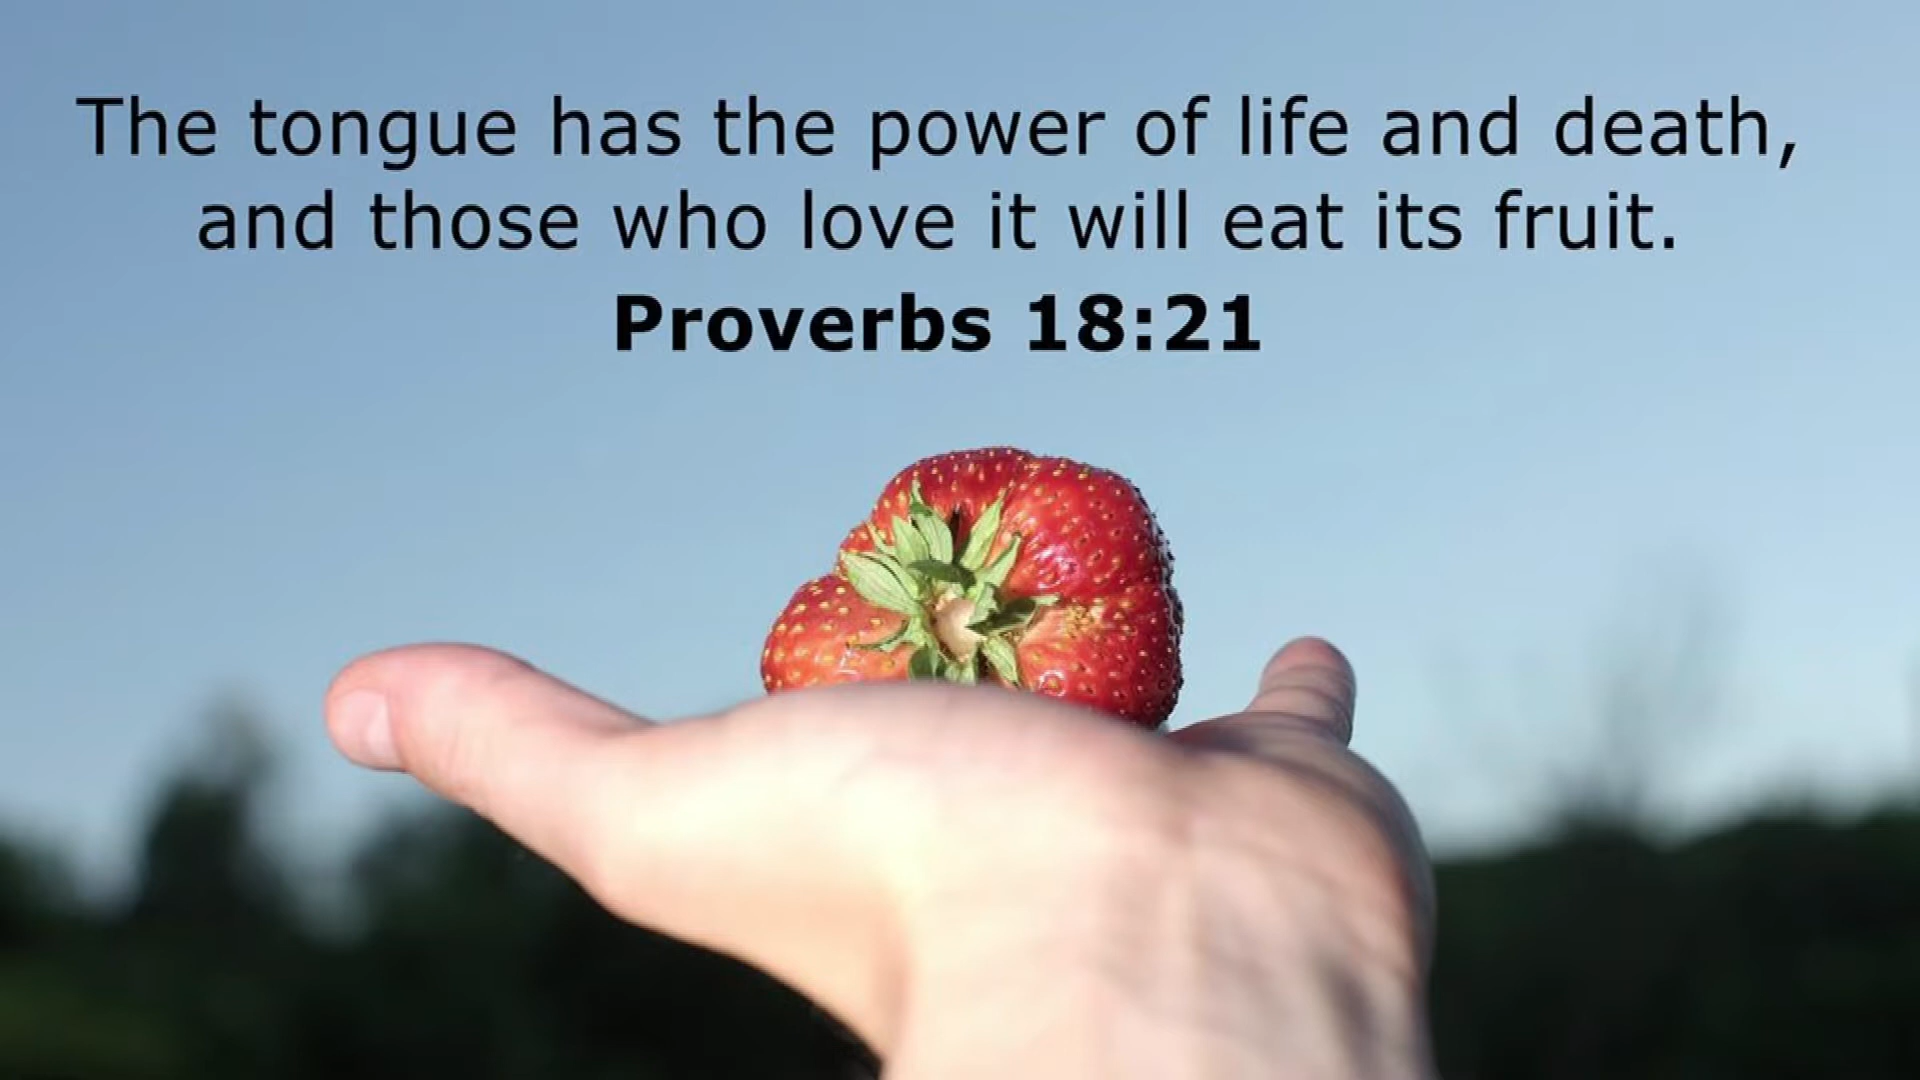 The tongue has the power of life and death,
and those who love it will eat its fruit.
Proverbs 18:21